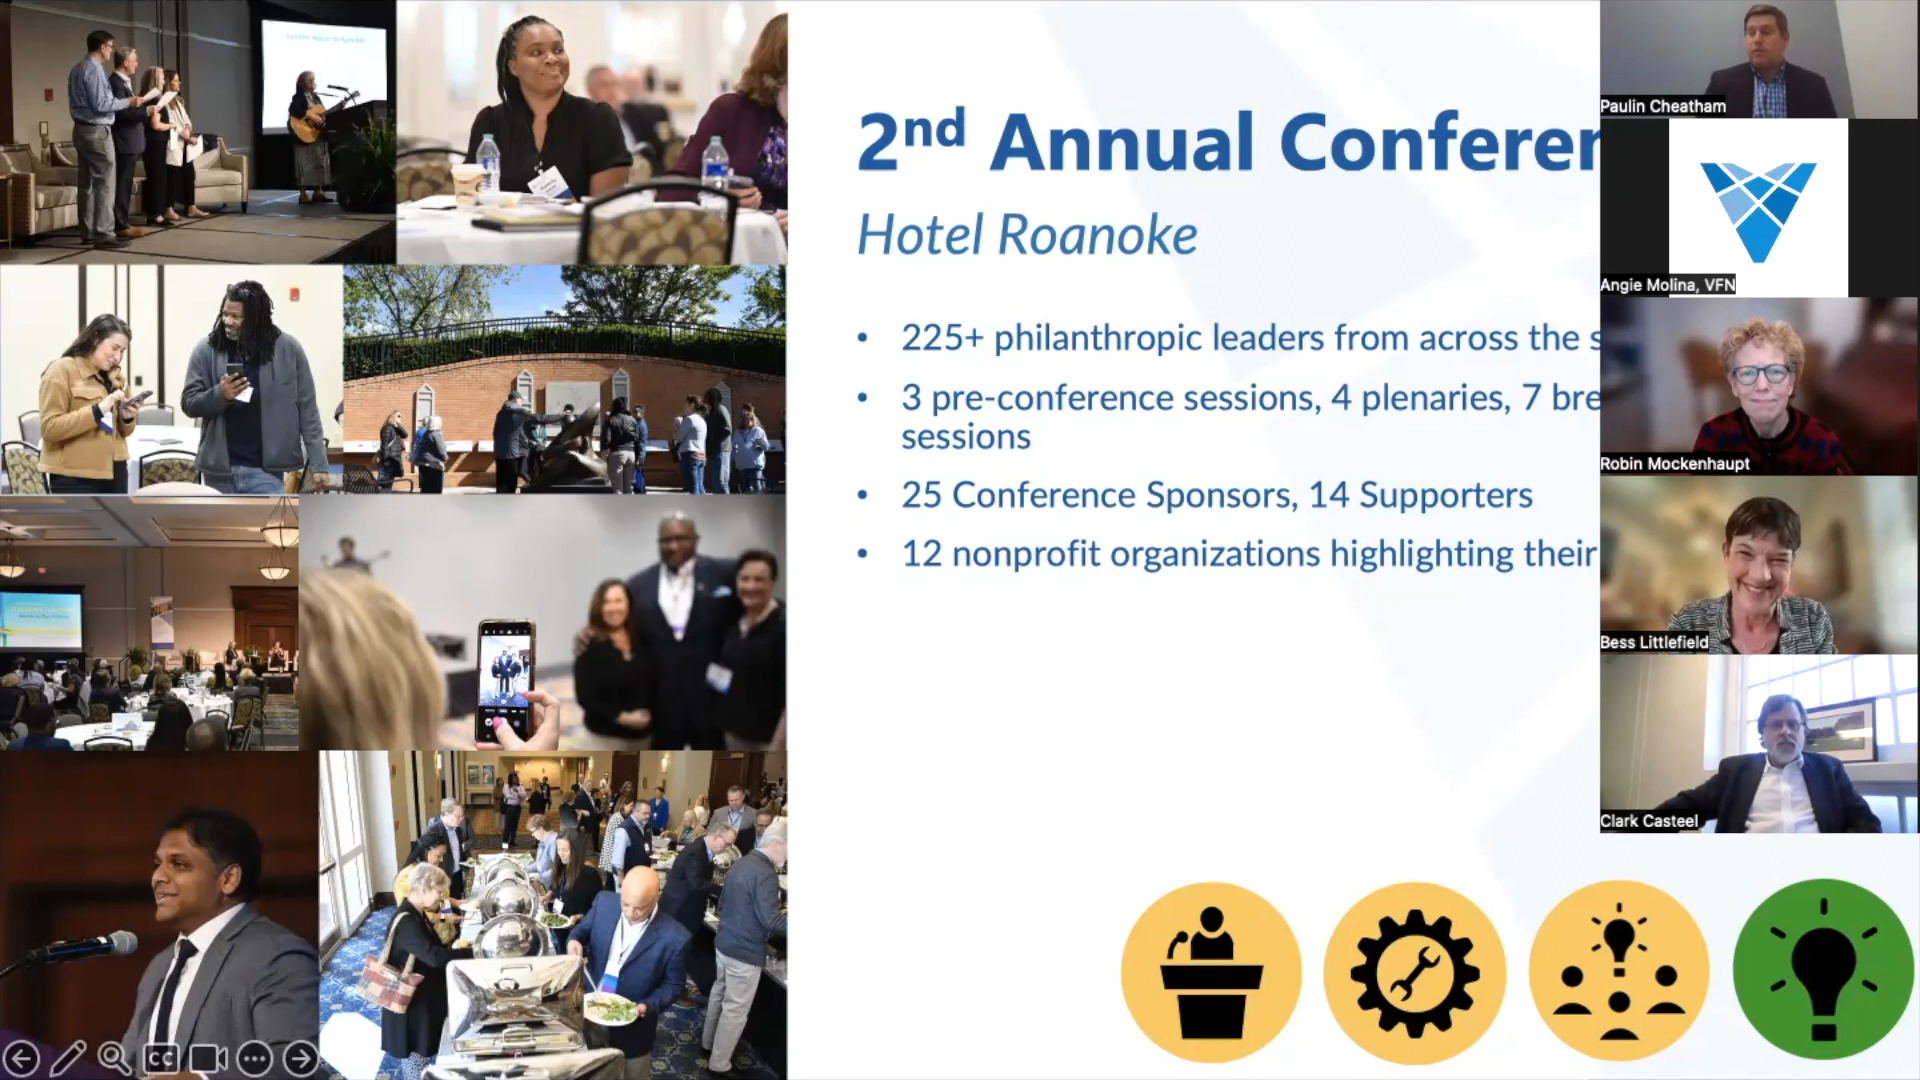 2nd Annual Conferen
Hotel Roanoke
• 225+ philanthropic leaders from across the s
• 3 pre-conference sessions, 4 plenaries, 7 bre
sessions
• 25 Conference Sponsors, 14 Supporters
• 12 nonprofit organizations highlighting their
Paulin Cheatham
Angie Molina, VFN
Robin Mockenhaupt
Bess Littlefield
Clark Casteel
CC